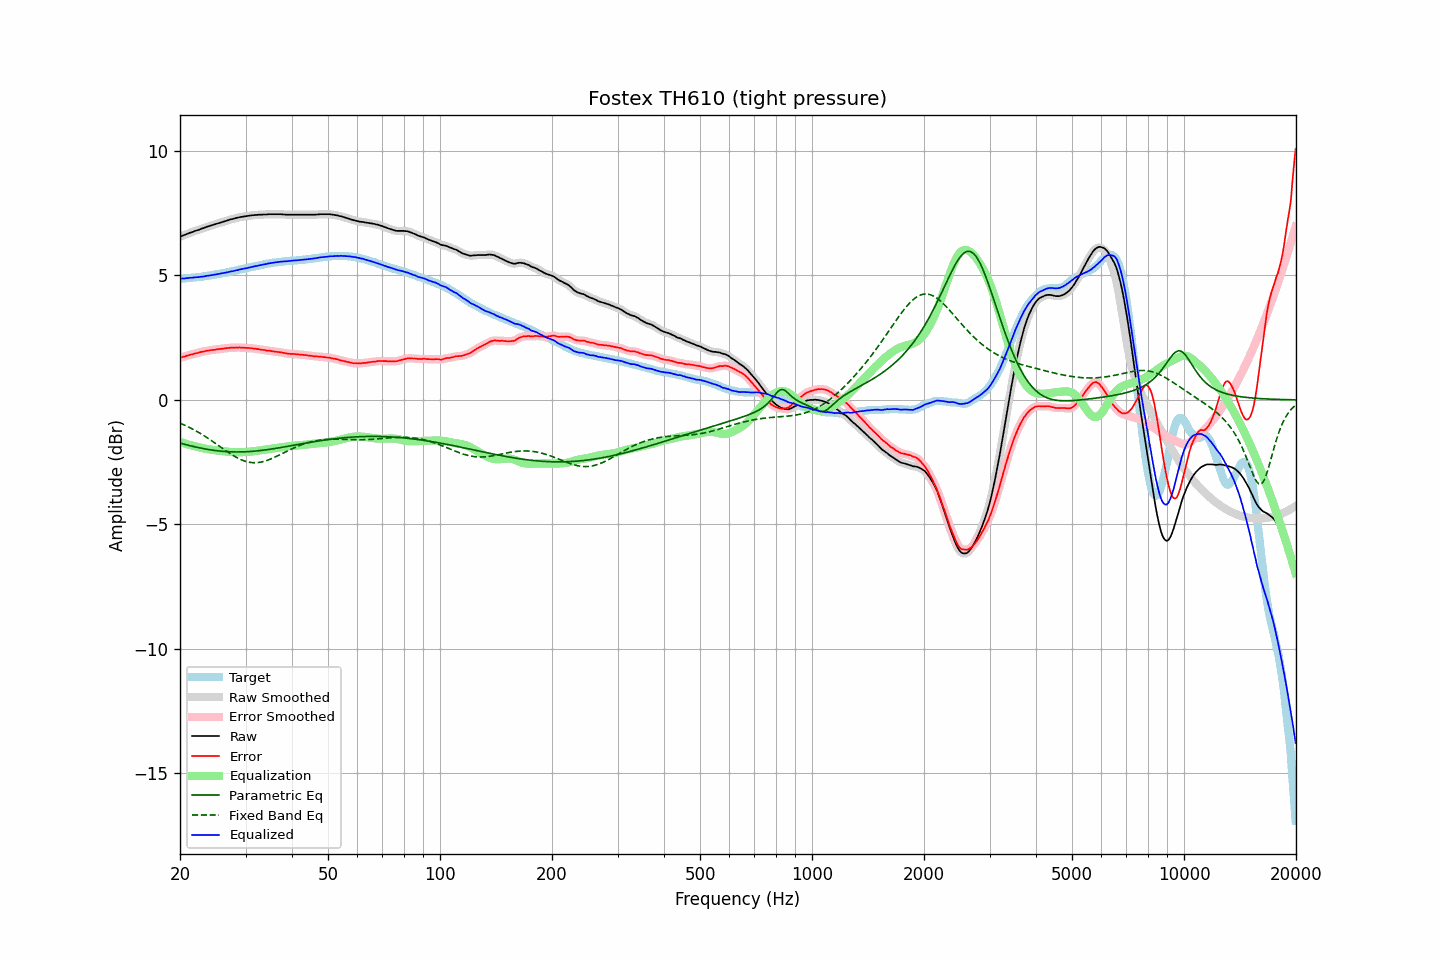 Fostex TH610 (tight pressure)
Amplitude (dBr)
10
5
0
−5
−10
−15
Target
Raw Smoothed
Error Smoothed
Raw
Error
Equalization
Parametric Eq
Fixed Band Eq
Equalized
20 50 100 200 500 1000 2000 5000 10000 20000
Frequency (Hz)